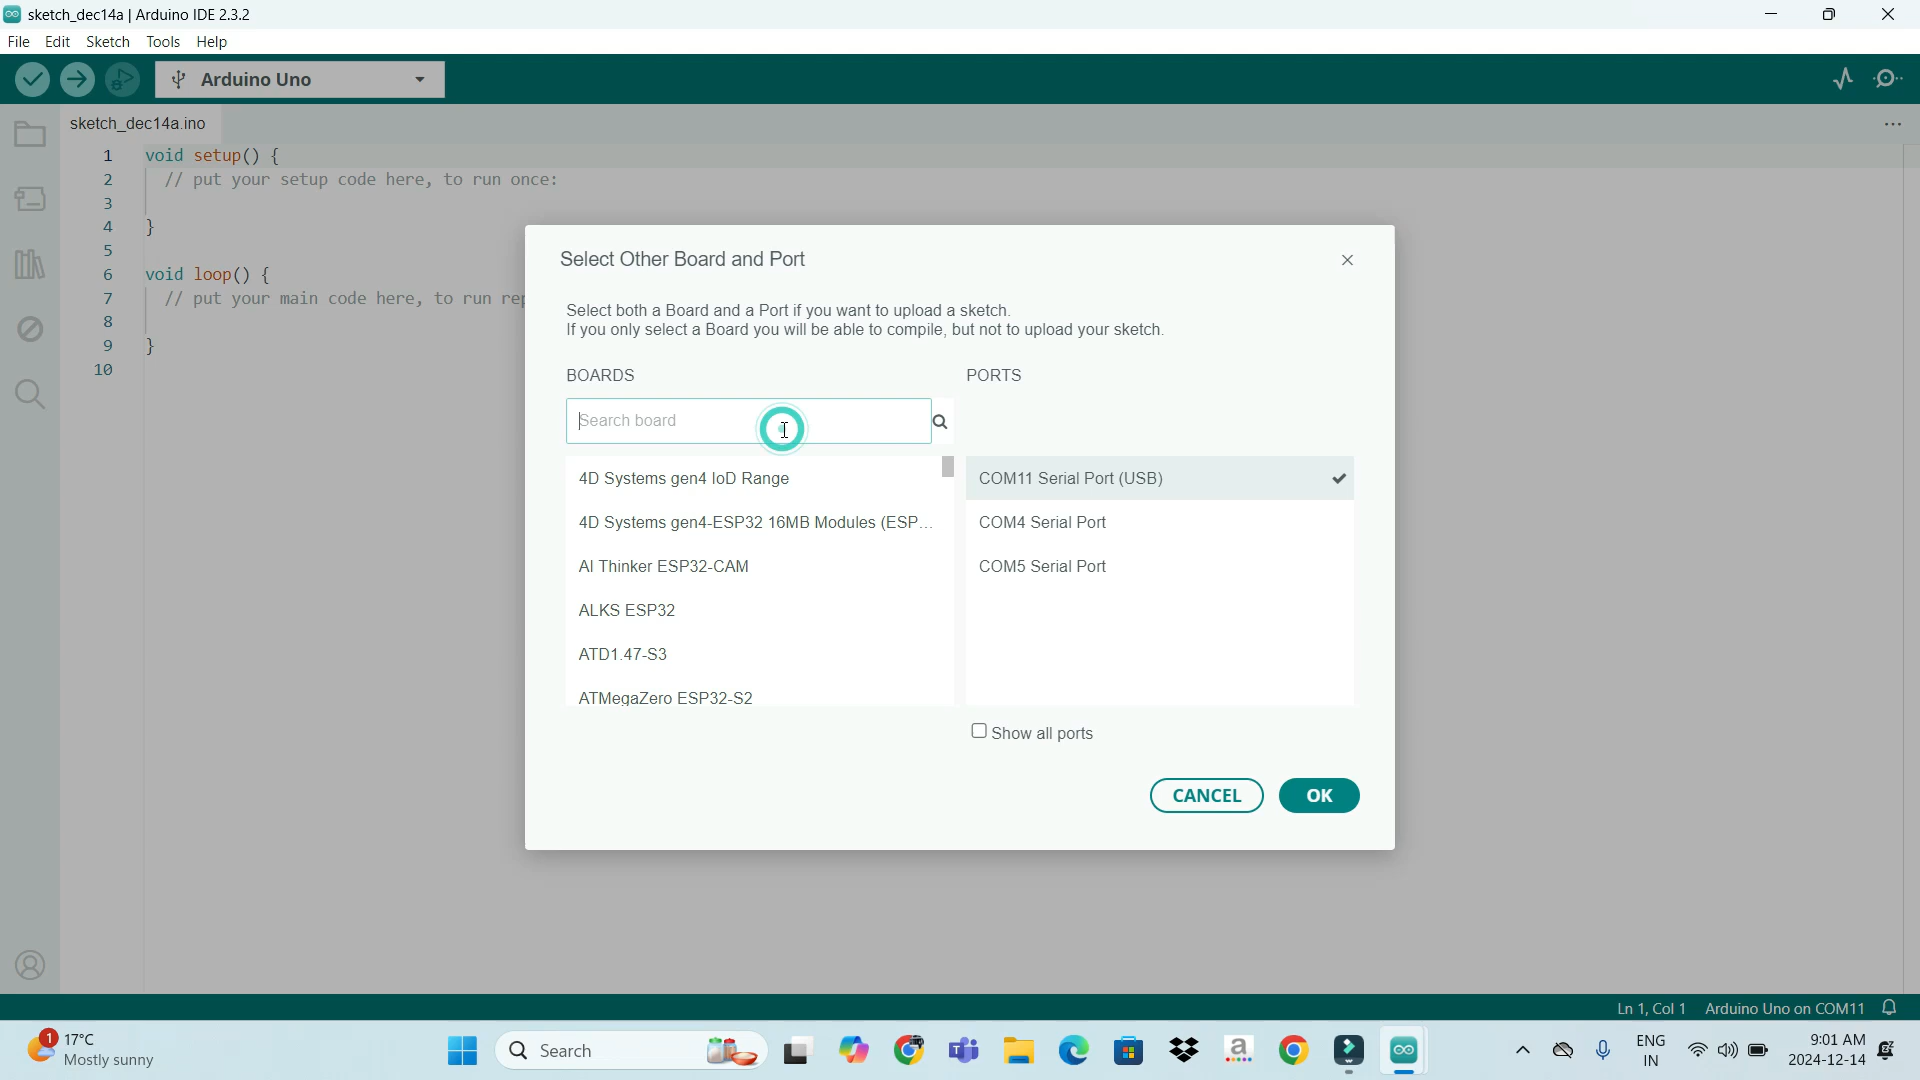 sketch_dec14a | Arduino IDE 2.3.2
File Edit Sketch Tools Help
Arduino Uno
sketch_dec14a.ino
1 void setup() {
2 // put your setup code here, to run once:
3
4 }
5
6 void loop() {
7 // put your main code here, to run rep
8
9 }
10
Select Other Board and Port
Select both a Board and a Port if you want to upload a sketch.
If you only select a Board you will be able to compile, but not to upload your sketch.
BOARDS
Search board
4D Systems gen4 IoD Range
4D Systems gen4-ESP32 16MB Modules (ESP...
AI Thinker ESP32-CAM
ALKS ESP32
ATD1.47-S3
ATMegaZero ESP32-S2
PORTS
COM11 Serial Port (USB)
COM4 Serial Port
COM5 Serial Port
Show all ports
CANCEL OK
Ln 1, Col 1 Arduino Uno on COM11
1
17°C
Mostly sunny
Search
a
ENG
IN
9:01 AM
2024-12-14